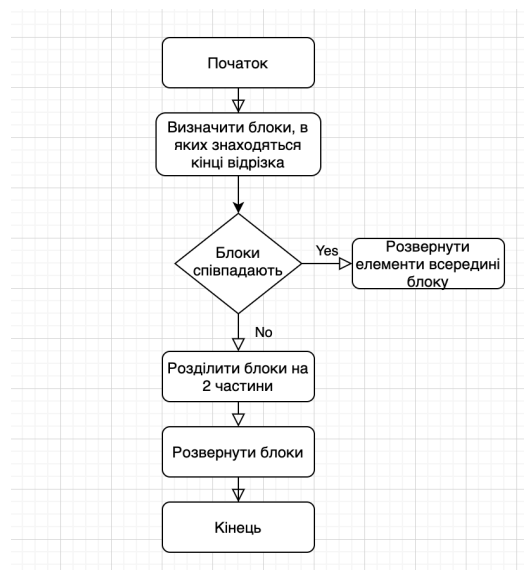 Початок
Визначити блоки, в
яких знаходяться
кінці відрізка
Блоки
співпадають
Yes
Розвернути
елементи всередині
блоку
No
Розділити блоки на
2 частини
Розвернути блоки
Кінець